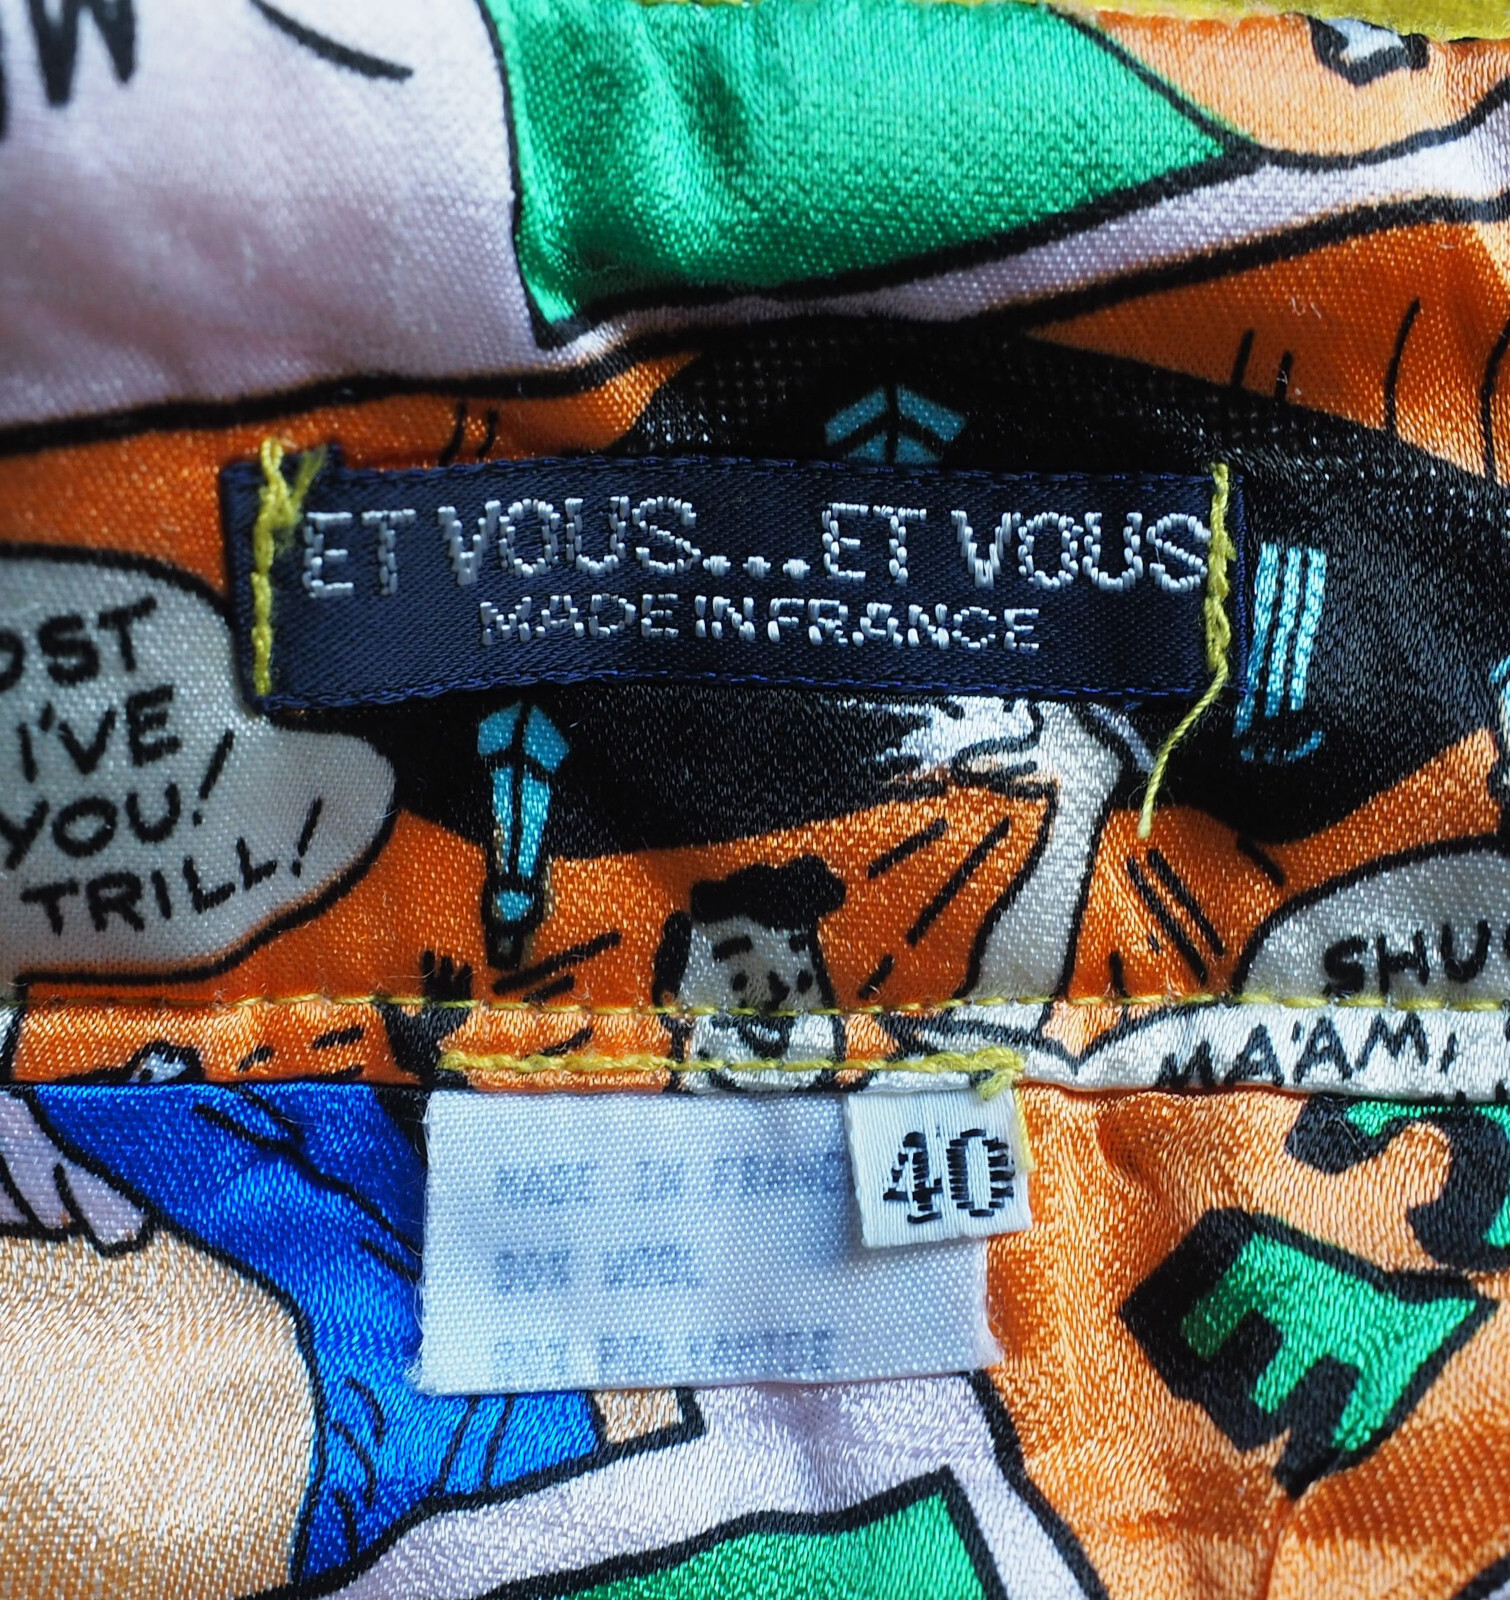 ET VOUS...ET VOUS
MADE IN FRANCE
OST
I'VE
YOU!
TRILL!
SHU
MA'AM,
40